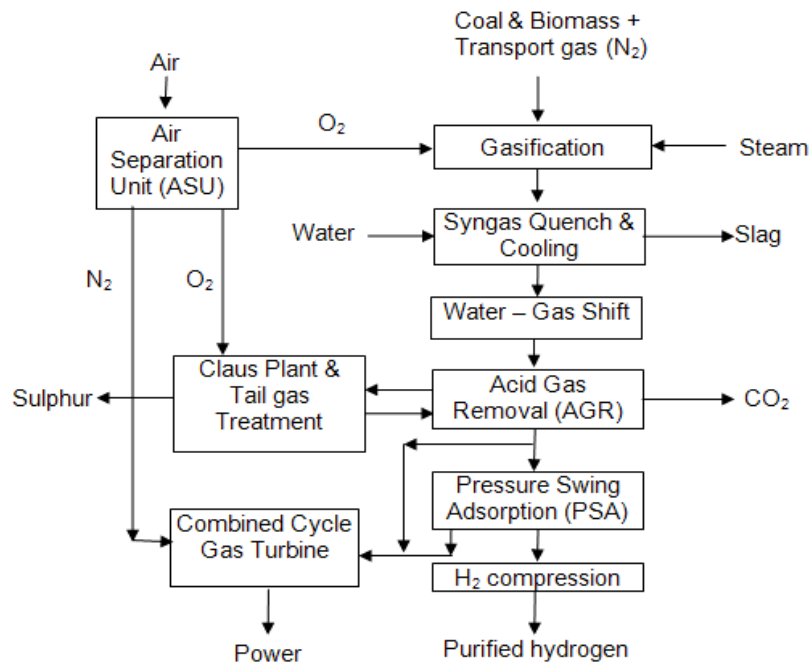 Coal & Biomass +
Transport gas (N₂)
Air
Air
Separation
Unit (ASU)
O₂
Gasification
Steam
Water
Syngas Quench &
Cooling
Slag
N₂
O₂
Water – Gas Shift
Sulphur
Claus Plant &
Tail gas
Treatment
Acid Gas
Removal (AGR)
CO₂
Pressure Swing
Adsorption (PSA)
Combined Cycle
Gas Turbine
H₂ compression
Power
Purified hydrogen